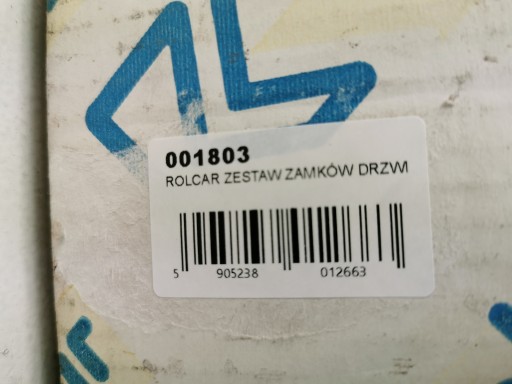 001803
ROLCAR ZESTAW ZAMKÓW DRZWI
5 905238 012663